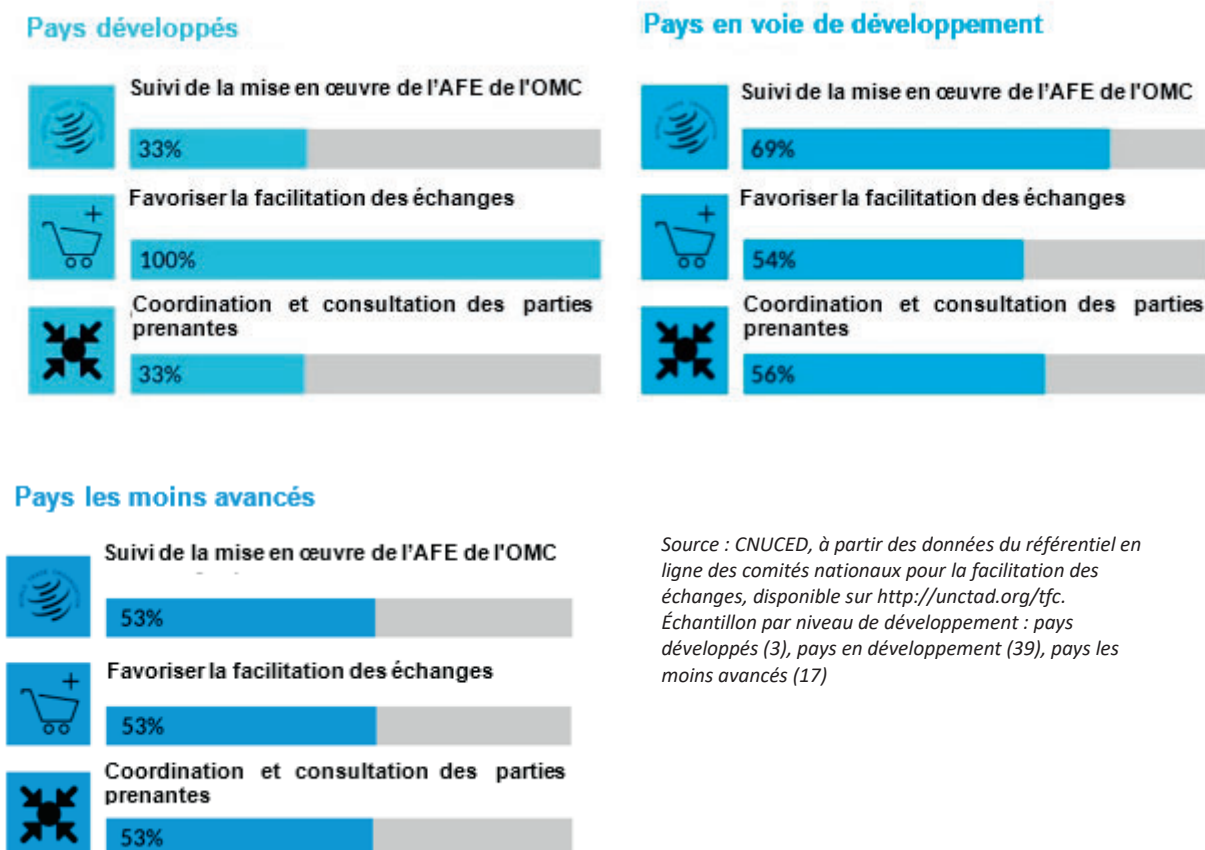 Pays développés
Suivi de la mise en œuvre de l'AFE de l'OMC
33%
Favoriser la facilitation des échanges
100%
Coordination et consultation des parties
prenantes
33%
Pays en voie de développement
Suivi de la mise en œuvre de l'AFE de l'OMC
69%
Favoriser la facilitation des échanges
54%
Coordination et consultation des parties
prenantes
56%
Pays les moins avancés
Suivi de la mise en œuvre de l'AFE de l'OMC
53%
Favoriser la facilitation des échanges
53%
Coordination et consultation des parties
prenantes
53%
Source : CNUCED, à partir des données du référentiel en
ligne des comités nationaux pour la facilitation des
échanges, disponible sur http://unctad.org/tfc.
Échantillon par niveau de développement : pays
développés (3), pays en développement (39), pays les
moins avancés (17)